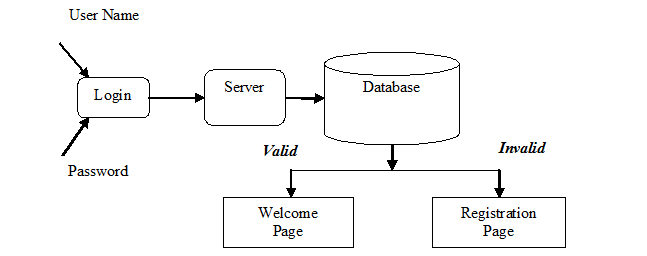 User Name
Login
Server
Database
Password
Valid
Invalid
Welcome
Page
Registration
Page